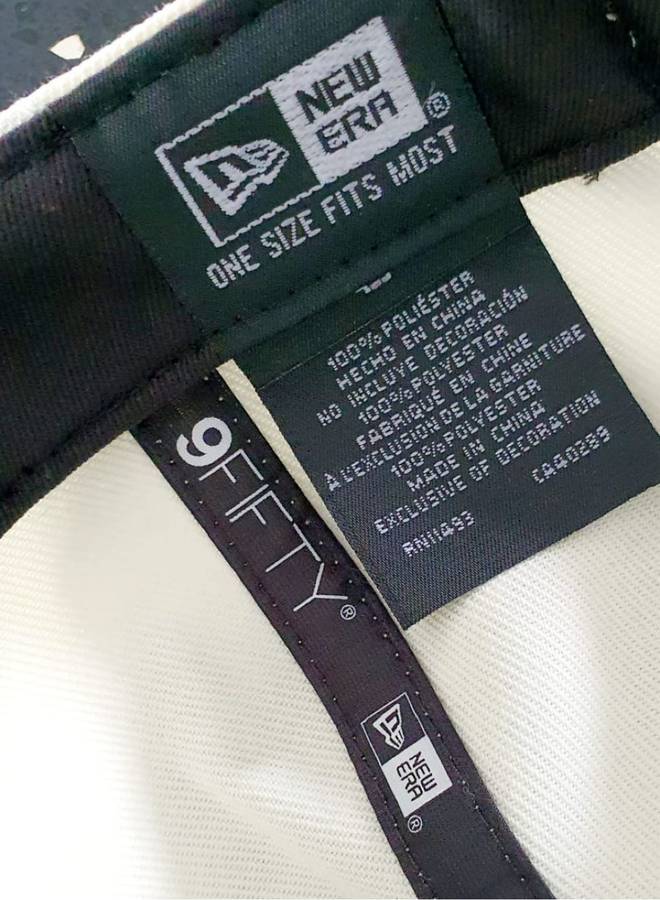 NEW
ERA®
ONE SIZE FITS MOST
100% POLIÉSTER
HECHO EN CHINA
NO INCLUYE DECORACIÓN
100% POLYESTER
FABRIQUÉ EN CHINE
À L'EXCLUSION DE LA GARNITURE
100% POLYESTER
MADE IN CHINA
EXCLUSIVE OF DECORATION
RN11493 CA40289
9FIFTY®
NEW
ERA®